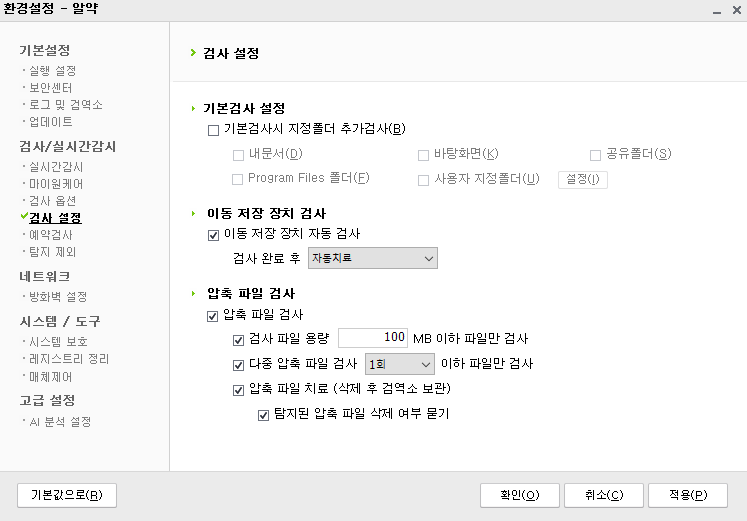 환경설정 - 알약
기본설정
· 실행 설정
· 보안센터
· 로그 및 검역소
· 업데이트
검사/실시간감시
· 실시간감시
· 마이원케어
· 검사 옵션
검사 설정
· 예약검사
· 탐지 제외
네트워크
· 방화벽 설정
시스템 / 도구
· 시스템 보호
· 레지스트리 정리
· 매체제어
고급 설정
· AI 분석 설정
검사 설정
기본검사 설정
기본검사시 지정폴더 추가검사(B)
내문서(D) 바탕화면(K) 공유폴더(S)
Program Files 폴더(F) 사용자 지정폴더(U) 설정(I)
이동 저장 장치 검사
이동 저장 장치 자동 검사
검사 완료 후 자동치료
압축 파일 검사
압축 파일 검사
검사 파일 용량 100 MB 이하 파일만 검사
다중 압축 파일 검사 1회 이하 파일만 검사
압축 파일 치료 (삭제 후 검역소 보관)
탐지된 압축 파일 삭제 여부 묻기
기본값으로(R) 확인(O) 취소(C) 적용(P)